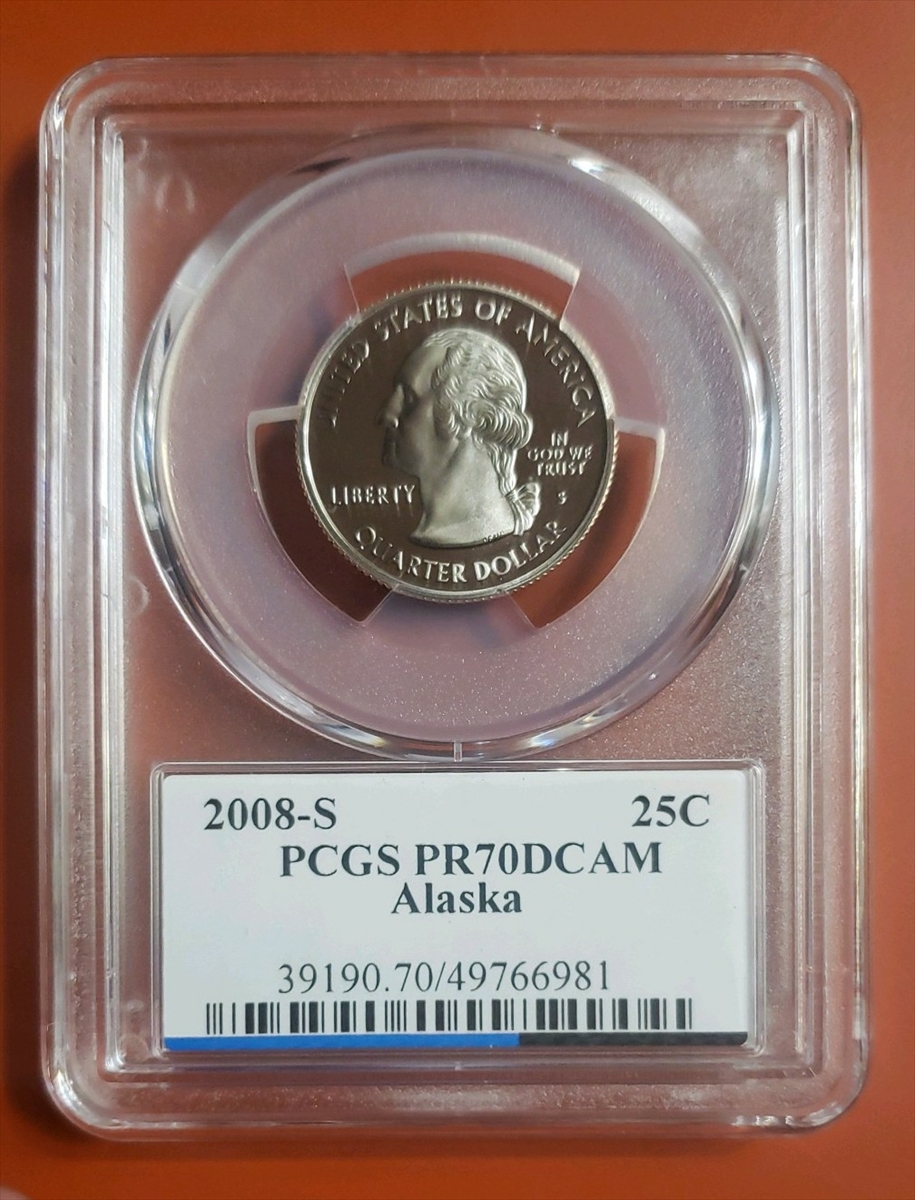 UNITED STATES OF AMERICA
IN
GOD WE
TRUST
LIBERTY
S
QUARTER DOLLAR
2008-S 25C
PCGS PR70DCAM
Alaska
39190.70/49766981